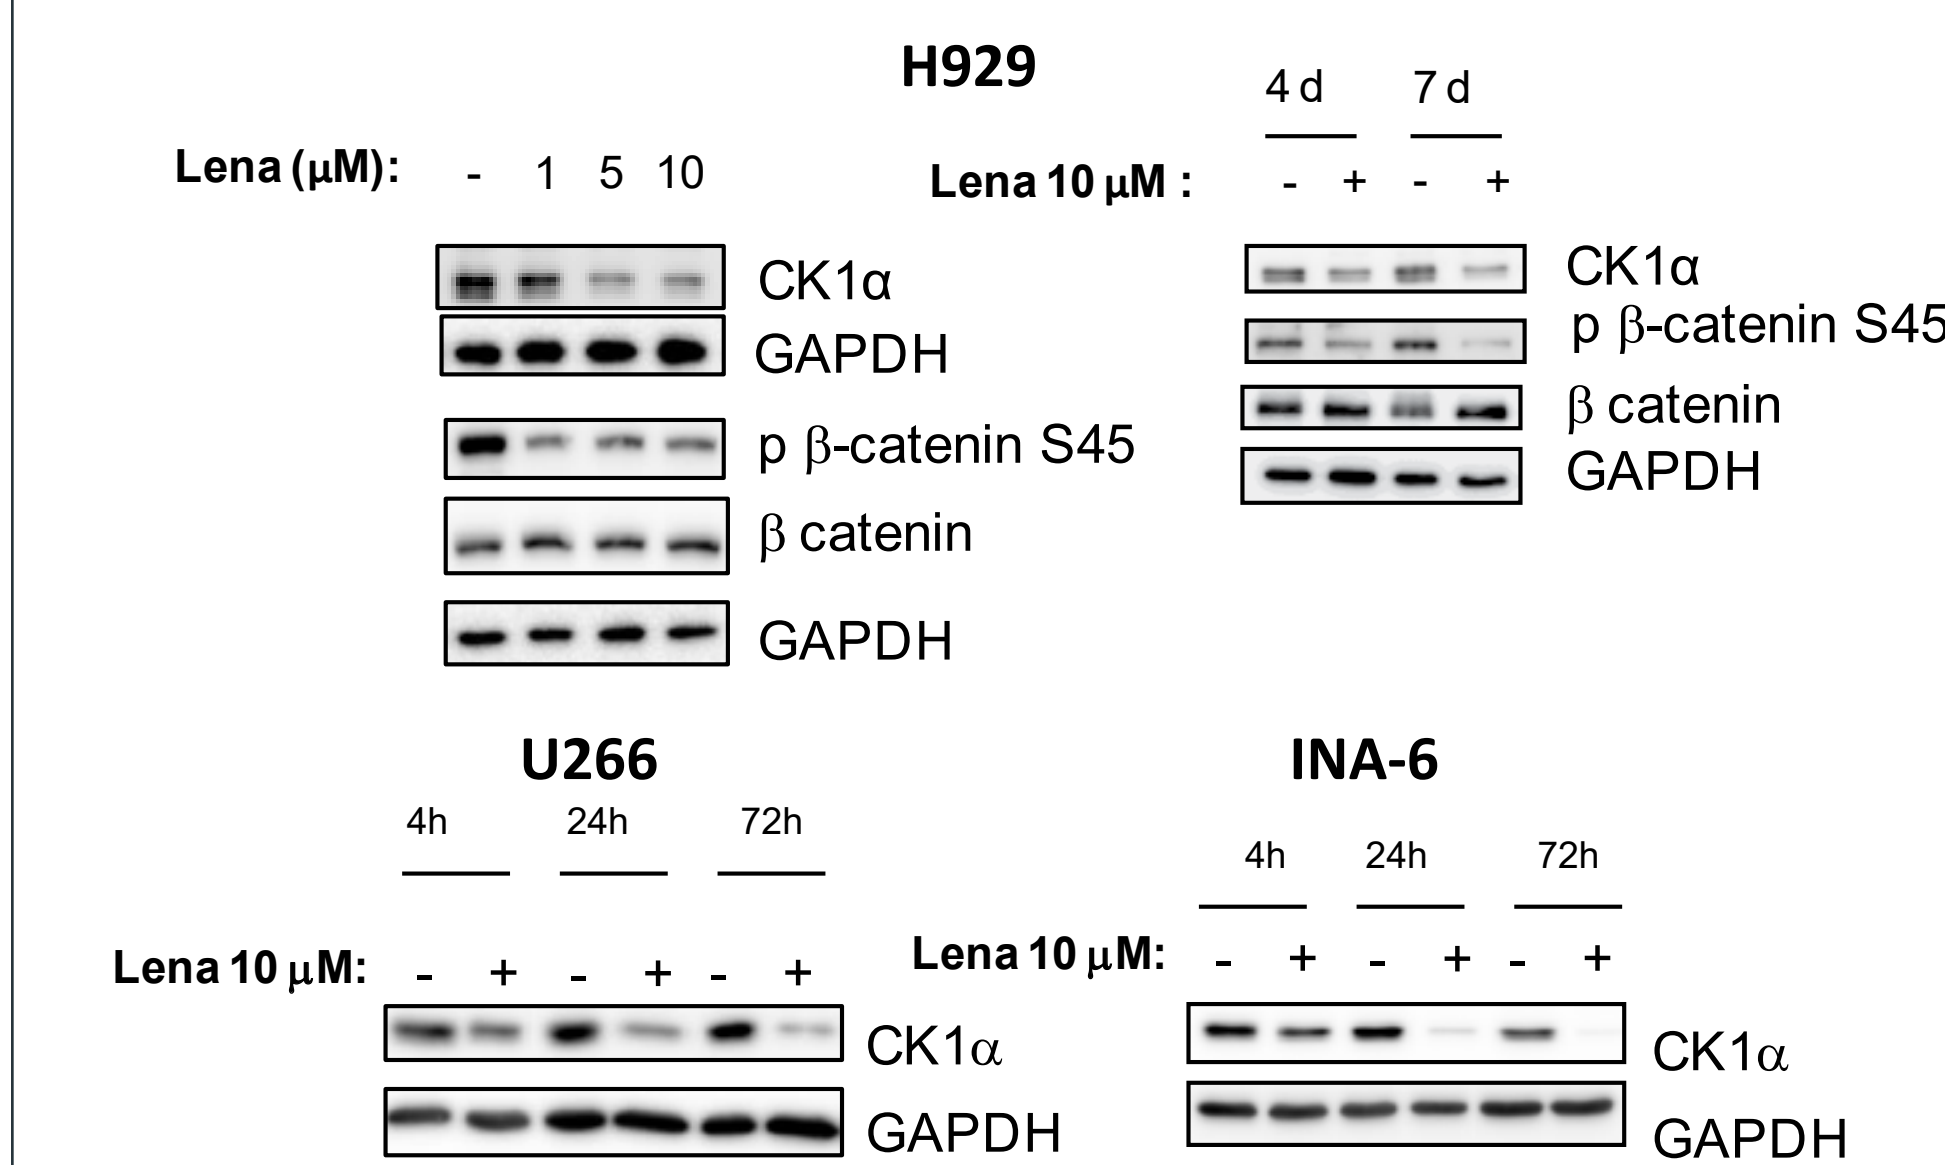 H929
Lena (μM): - 1 5 10
CK1α
GAPDH
p β-catenin S45
β catenin
GAPDH
4 d 7 d
Lena 10 μM : - + - +
CK1α
p β-catenin S45
β catenin
GAPDH
U266
4h 24h 72h
Lena 10 μM: - + - + - +
CK1α
GAPDH
INA-6
4h 24h 72h
Lena 10 μM: - + - + - +
CK1α
GAPDH